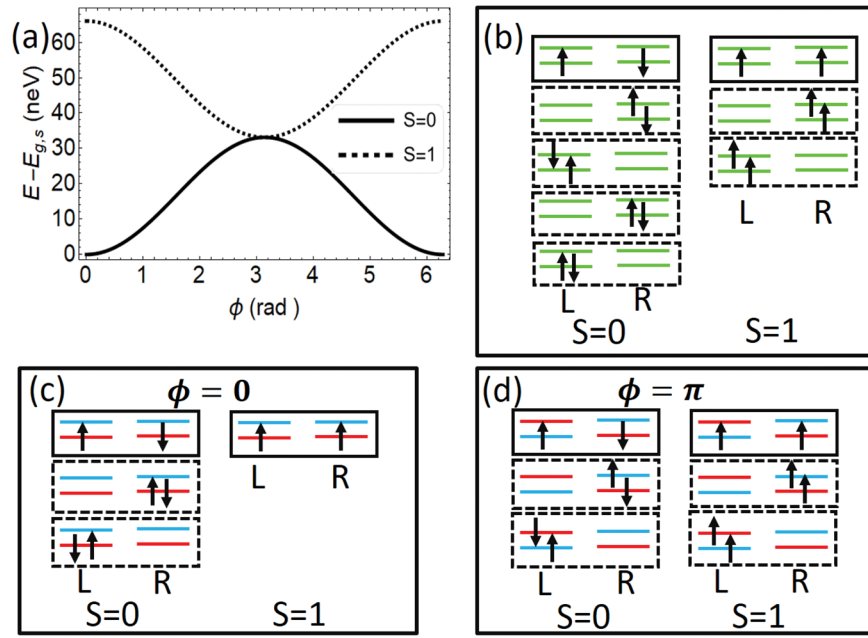 (a)
E-E_{g,s} (neV)
60
50
40
30
20
10
0
0 1 2 3 4 5 6
ϕ (rad )
S=0
S=1
(b)
L R
S=0
L R
S=1
(c)
ϕ = 0
L R
S=0
L R
S=1
(d)
ϕ = π
L R
S=0
L R
S=1